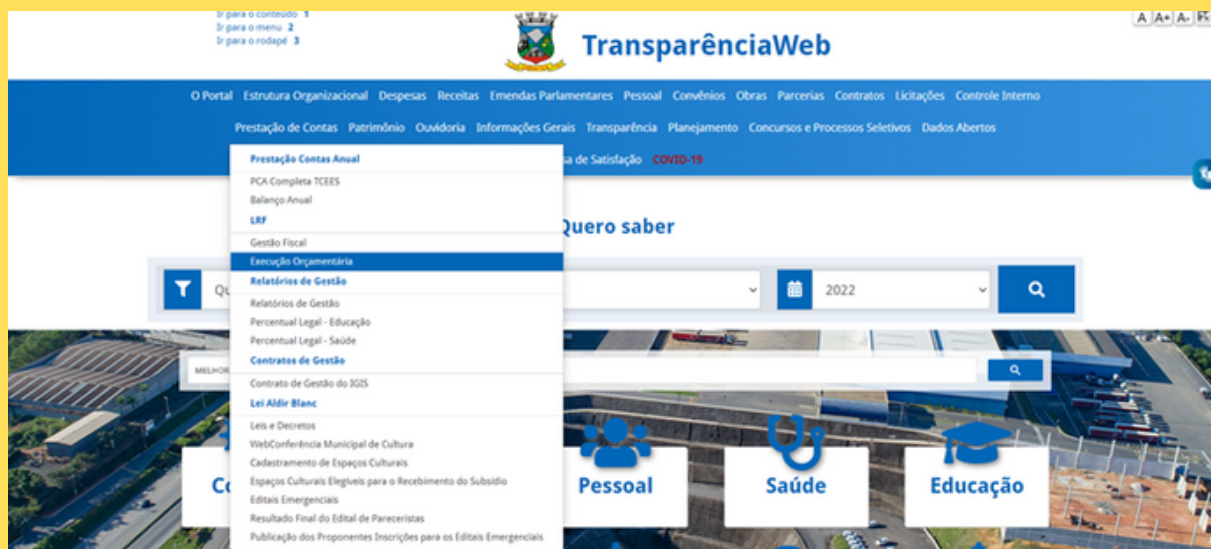 Ir para o conteúdo 1
Ir para o menu 2
Ir para o rodapé 3
A A+ A-
TransparênciaWeb
O Portal Estrutura Organizacional Despesas Receitas Emendas Parlamentares Pessoal Convênios Obras Parcerias Contratos Licitações Controle Interno
Prestação de Contas Patrimônio Ouvidoria Informações Gerais Transparência Planejamento Concursos e Processos Seletivos Dados Abertos
de Satisfação COVID-19
Prestação Contas Anual
PCA Completa TCEES
Balanço Anual
LRF
Gestão Fiscal
Execução Orçamentária
Relatórios de Gestão
Relatórios de Gestão
Percentual Legal - Educação
Percentual Legal - Saúde
Contratos de Gestão
Contrato de Gestão do IGIS
Lei Aldir Blanc
Leis e Decretos
WebConferência Municipal de Cultura
Cadastramento de Espaços Culturais
Espaços Culturais Elegíveis para o Recebimento do Subsídio
Editais Emergenciais
Resultado Final do Edital de Pareceristas
Publicação dos Proponentes Inscrições para os Editais Emergenciais
Quero saber
2022
Pessoal
Saúde
Educação